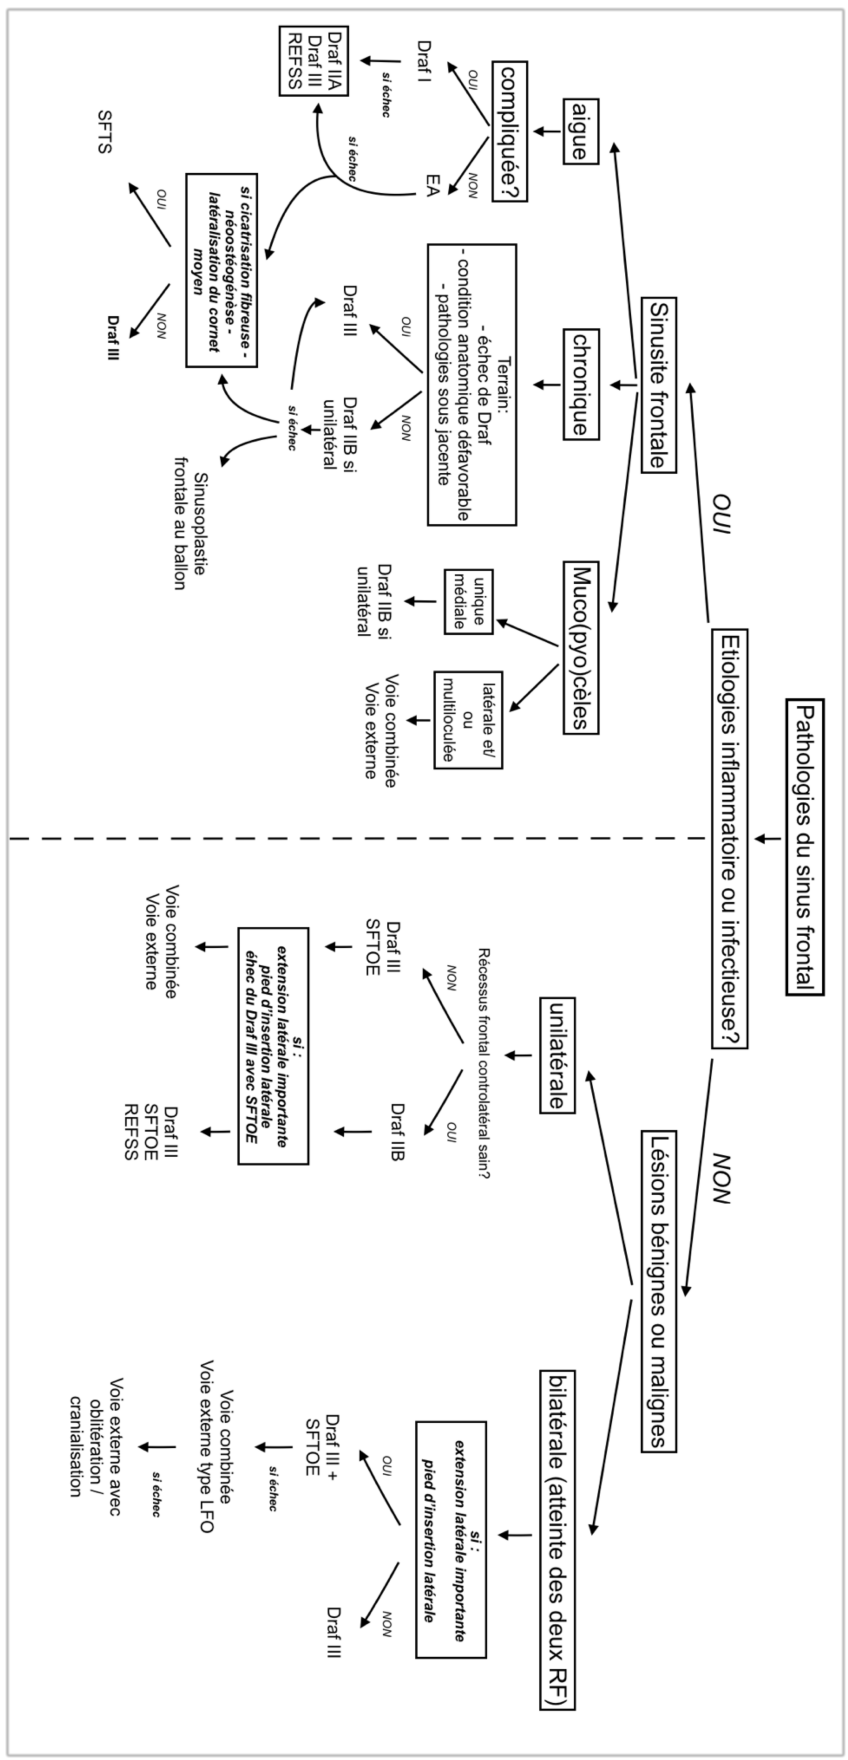 Pathologies du sinus frontal
Etiologies inflammatoire ou infectieuse?
OUI
NON
Sinusite frontale
aigue
compliquée?
OUI
NON
Draf I
EA
si échec
si échec
Draf IIA
Draf III
REFSS
si cicatrisation fibreuse -
néoostéogénèse -
latéralisation du cornet
moyen
OUI
NON
SFTS
Draf III
chronique
Terrain:
- échec de Draf
- condition anatomique défavorable
- pathologies sous jacente
OUI
NON
Draf III
Draf IIB si
unilatéral
si échec
Sinusoplastie
frontale au ballon
Muco(pyo)cèles
unique
médiale
Draf IIB si
unilatéral
latérale et/
ou
multiloculée
Voie combinée
Voie externe
Lésions bénignes ou malignes
unilatérale
Récessus frontal controlatéral sain?
NON
OUI
Draf III
SFTOE
Draf IIB
si :
extension latérale importante
pied d'insertion latérale
éhec du Draf III avec SFTOE
Voie combinée
Voie externe
Draf III
SFTOE
REFSS
bilatérale (atteinte des deux RF)
si :
extension latérale importante
pied d'insertion latérale
OUI
NON
Draf III +
SFTOE
Draf III
si échec
Voie combinée
Voie externe type LFO
si échec
Voie externe avec
oblitération /
cranialisation